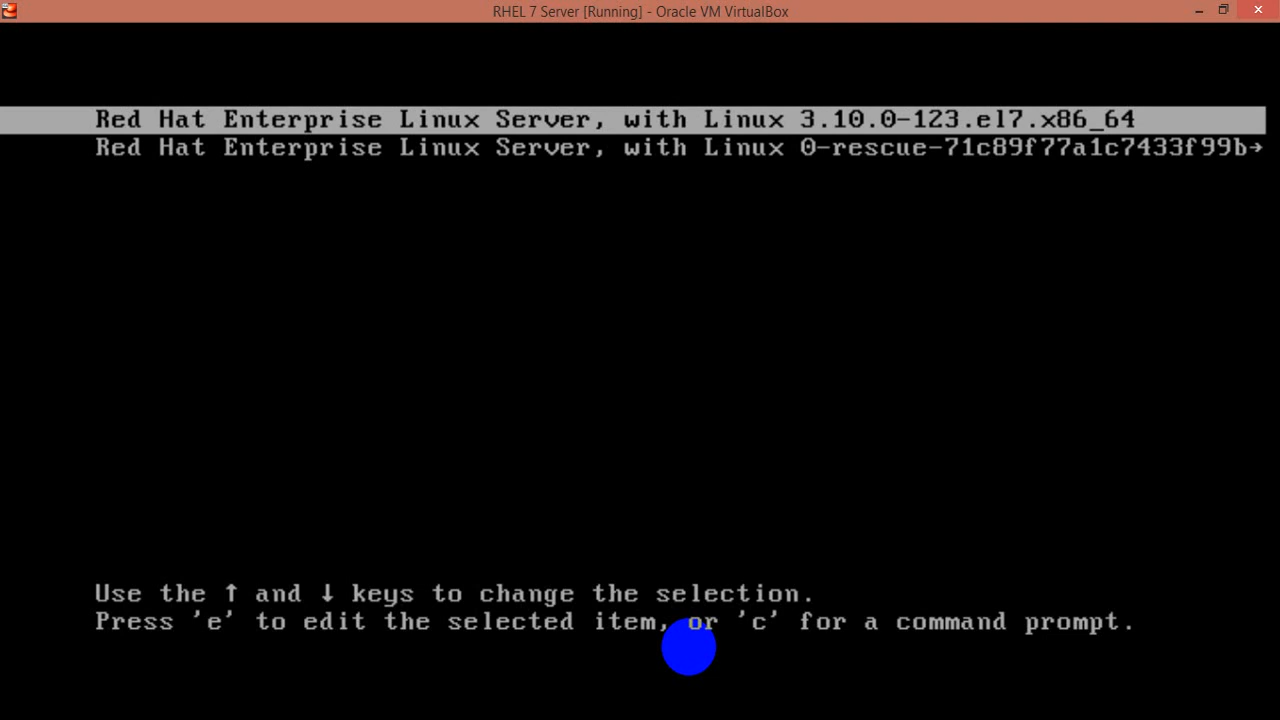 RHEL 7 Server [Running] - Oracle VM VirtualBox
Red Hat Enterprise Linux Server, with Linux 3.10.0-123.el7.x86_64
Red Hat Enterprise Linux Server, with Linux 0-rescue-71c89f77a1c7433f99b→
Use the ↑ and ↓ keys to change the selection.
Press 'e' to edit the selected item, or 'c' for a command prompt.